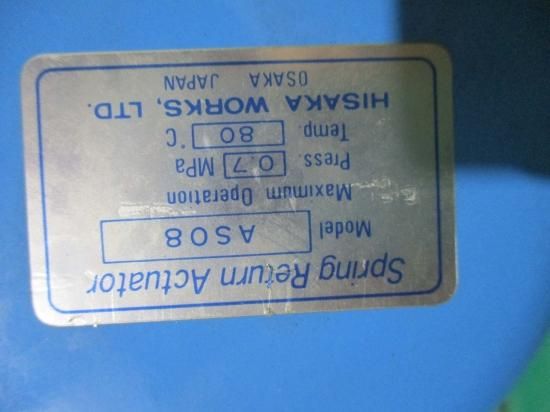 Spring Return Actuator
Model AS08
Maximum Operation
Press. 0.7 MPa
Temp. 80 °C
HISAKA WORKS, LTD.
OSAKA JAPAN